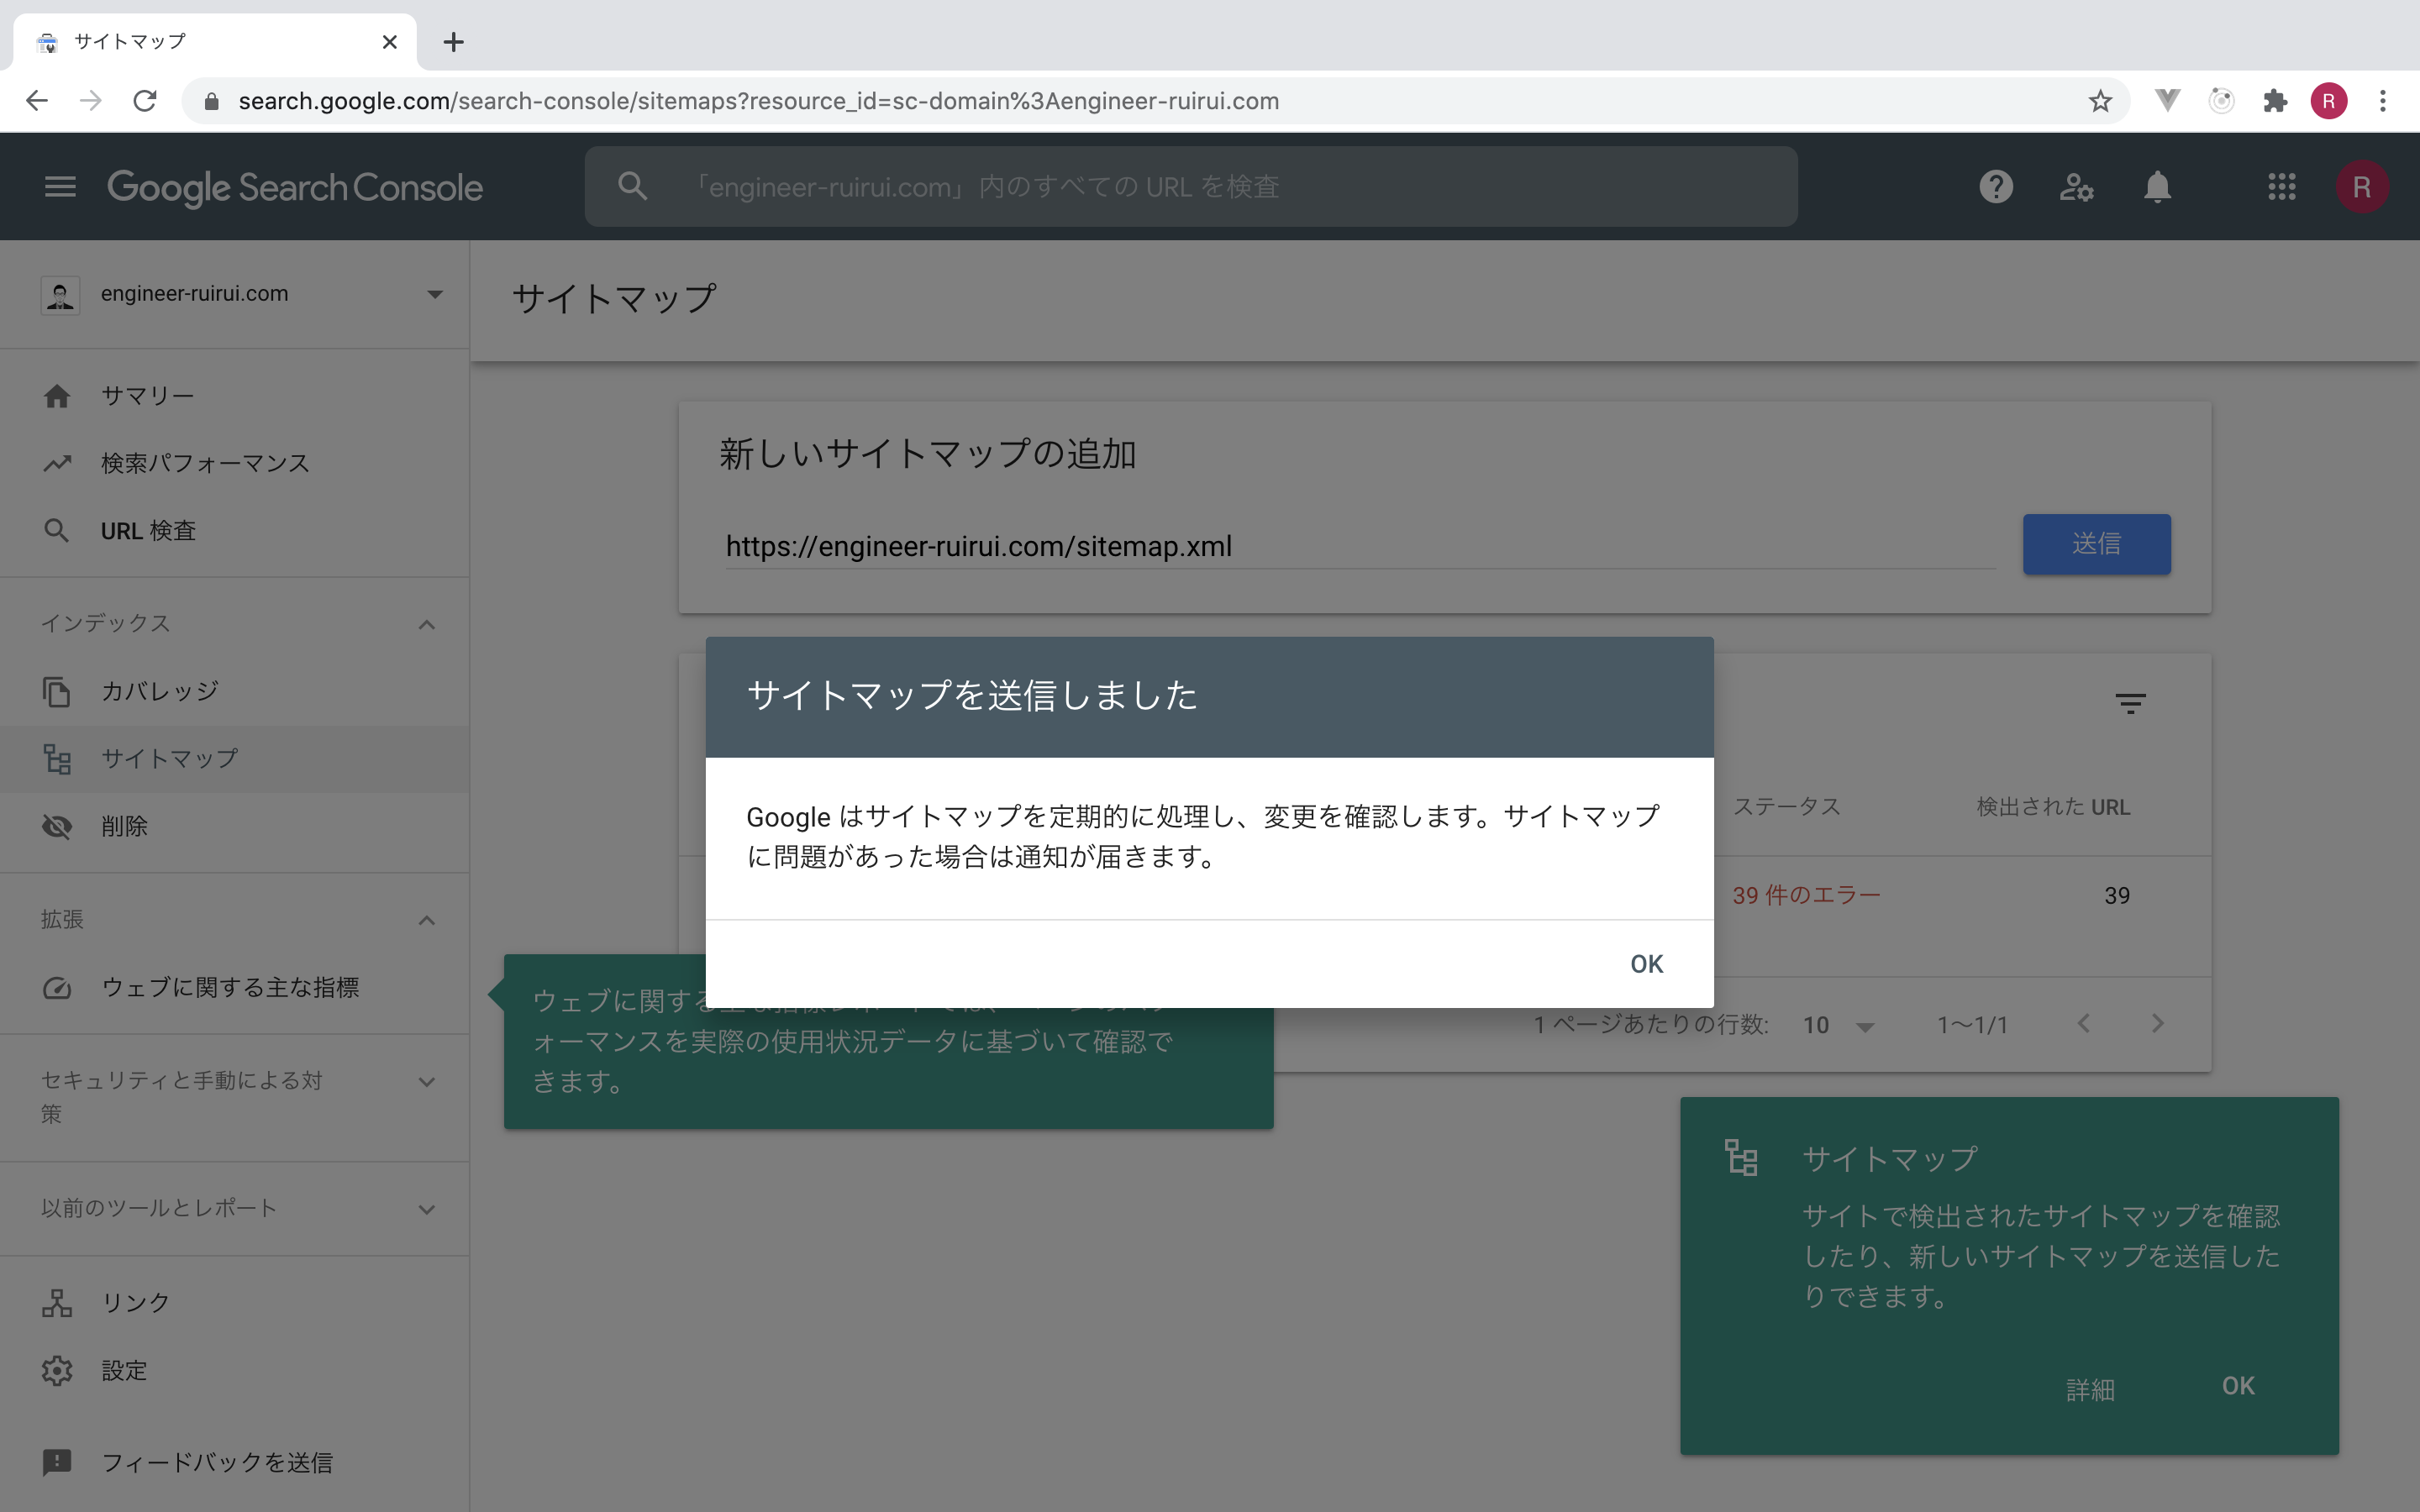 サイトマップ
search.google.com/search-console/sitemaps?resource_id=sc-domain%3Aengineer-ruirui.com
R
Google Search Console
「engineer-ruirui.com」内のすべての URL を検査
R
engineer-ruirui.com
サイトマップ
サマリー
検索パフォーマンス
URL 検査
インデックス
カバレッジ
サイトマップ
削除
拡張
ウェブに関する主な指標
セキュリティと手動による対
策
以前のツールとレポート
リンク
設定
フィードバックを送信
新しいサイトマップの追加
https://engineer-ruirui.com/sitemap.xml
送信
サイトマップを送信しました
Google はサイトマップを定期的に処理し、変更を確認します。サイトマップ
に問題があった場合は通知が届きます。
OK
ステータス
検出された URL
39 件のエラー
39
1 ページあたりの行数:
10
1～1/1
ウェブに関する
ォーマンスを実際の使用状況データに基づいて確認で
きます。
サイトマップ
サイトで検出されたサイトマップを確認
したり、新しいサイトマップを送信した
りできます。
詳細
OK